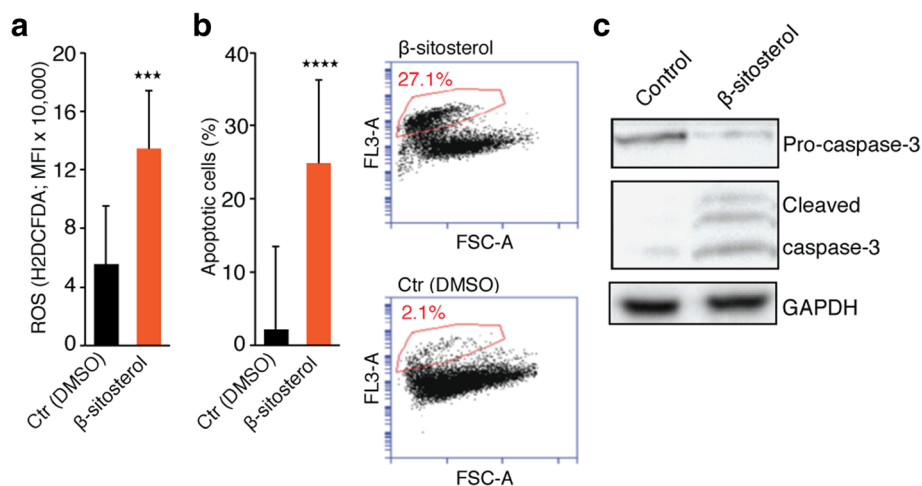 a
20
16
12
8
4
0
ROS (H2DCFDA; MFI x 10,000)
★★★
Ctr (DMSO)
β-sitosterol
b
40
30
20
10
0
Apoptotic cells (%)
★★★★
Ctr (DMSO)
β-sitosterol
β-sitosterol
27.1%
FL3-A
FSC-A
Ctr (DMSO)
2.1%
FL3-A
FSC-A
c
Control
β-sitosterol
Pro-caspase-3
Cleaved
caspase-3
GAPDH